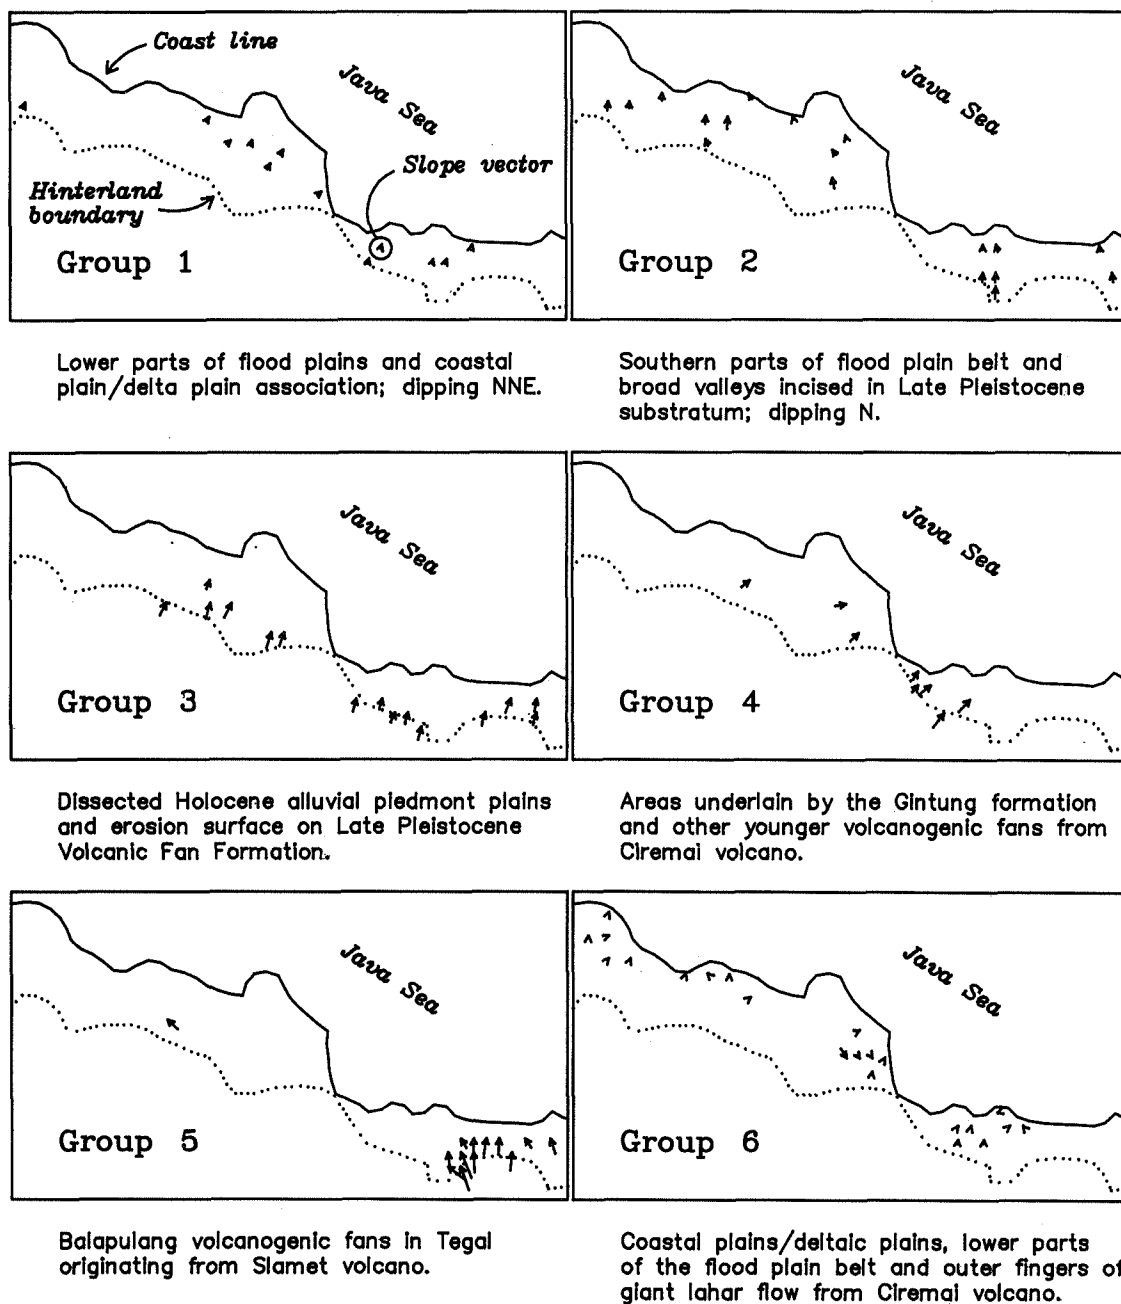 Coast line
Java Sea
Slope vector
Hinterland
boundary
Group 1
Lower parts of flood plains and coastal
plain/delta plain association; dipping NNE.
Java Sea
Group 2
Southern parts of flood plain belt and
broad valleys incised in Late Pleistocene
substratum; dipping N.
Java Sea
Group 3
Dissected Holocene alluvial piedmont plains
and erosion surface on Late Pleistocene
Volcanic Fan Formation.
Java Sea
Group 4
Areas underlain by the Gintung formation
and other younger volcanogenic fans from
Ciremai volcano.
Java Sea
Group 5
Balapulang volcanogenic fans in Tegal
originating from Slamet volcano.
Java Sea
Group 6
Coastal plains/deltaic plains, lower parts
of the flood plain belt and outer fingers of
giant lahar flow from Ciremai volcano.